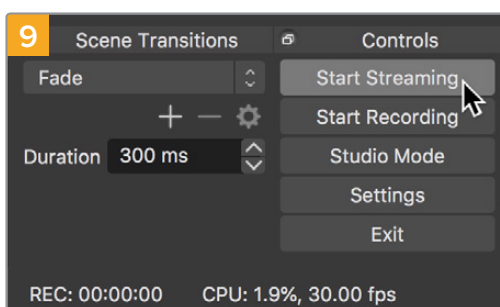 9
Scene Transitions
Controls
Fade
Start Streaming
Start Recording
Duration 300 ms
Studio Mode
Settings
Exit
REC: 00:00:00 CPU: 1.9%, 30.00 fps